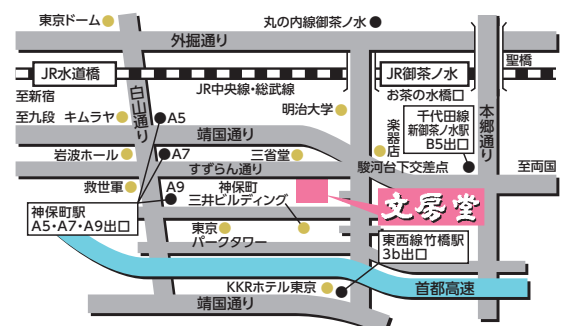 東京ドーム
丸の内線御茶ノ水
外掘通り
聖橋
JR水道橋
JR御茶ノ水
JR中央線・総武線
至新宿
お茶の水橋口
白山通り
明治大学
本郷通り
至九段 キムラヤ
A5
楽器店
千代田線
新御茶ノ水駅
B5出口
靖国通り
岩波ホール
A7
三省堂
すずらん通り
駿河台下交差点
至両国
救世軍
A9
神保町
三井ビルディング
文房堂
神保町駅
A5・A7・A9出口
東京
パークタワー
東西線竹橋駅
3b出口
KKRホテル東京
首都高速
靖国通り